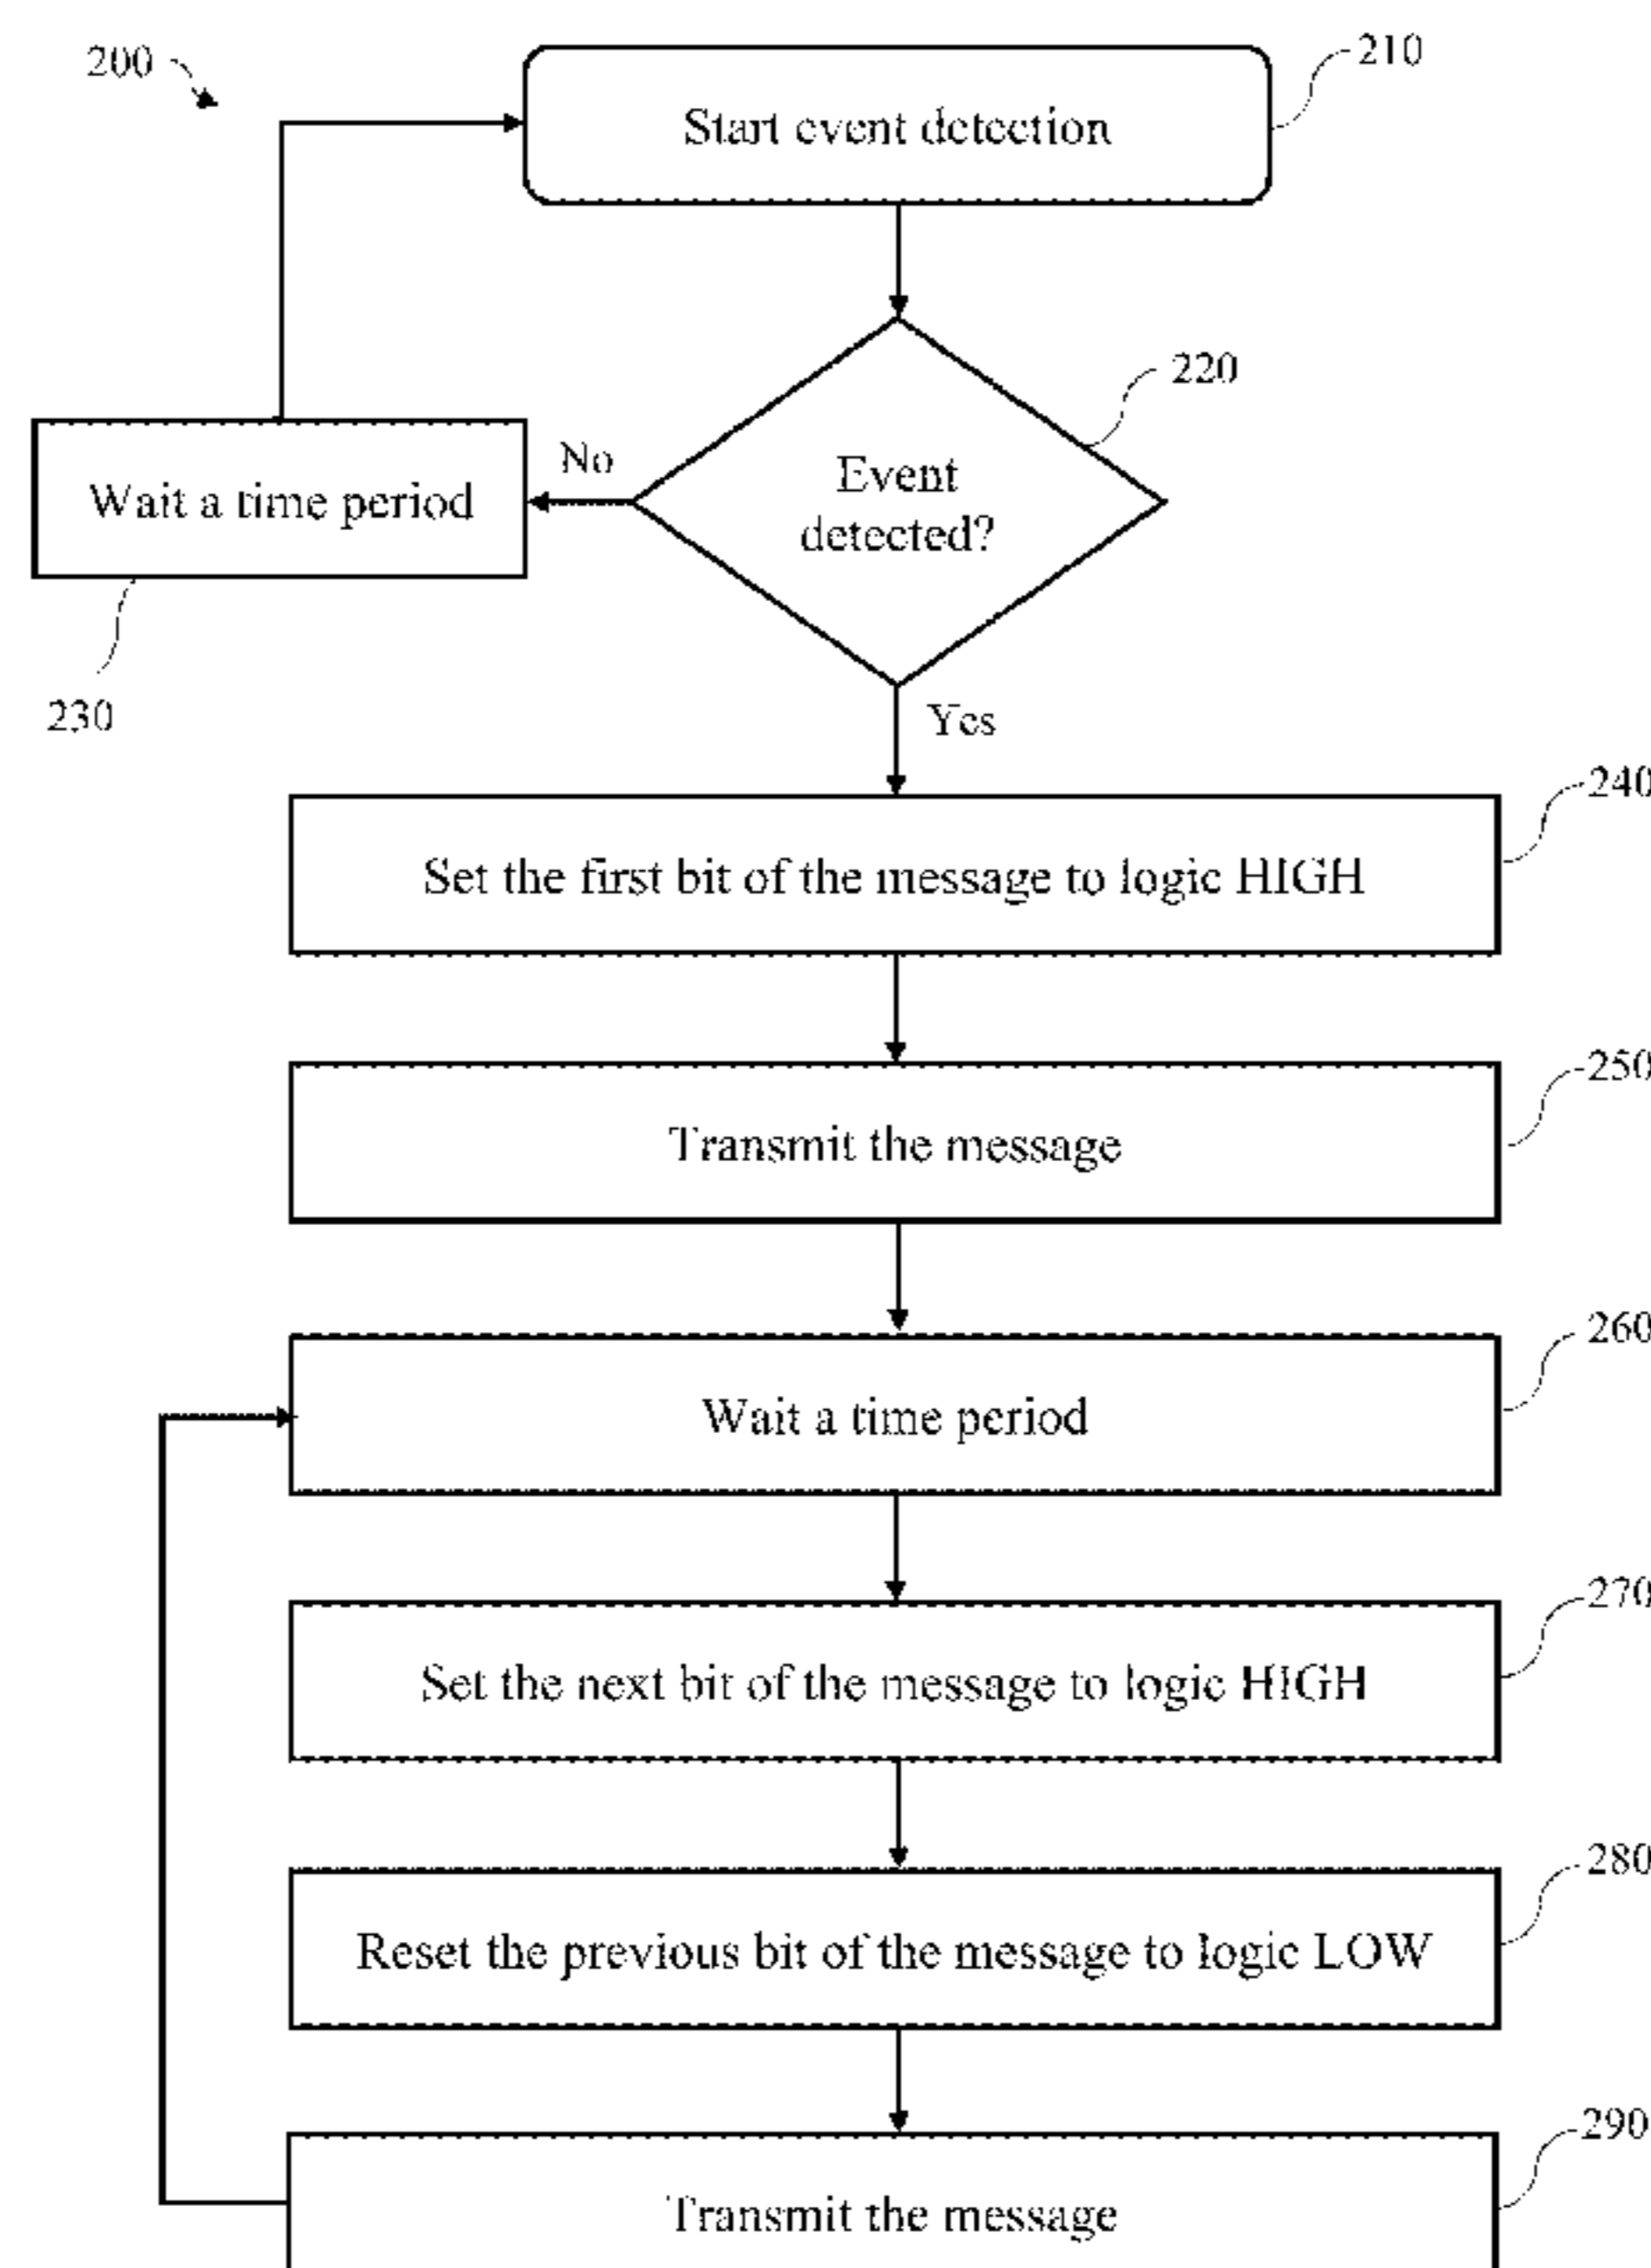 200
210
Start event detection
220
Event
detected?
No
Wait a time period
230
Yes
240
Set the first bit of the message to logic HIGH
250
Transmit the message
260
Wait a time period
270
Set the next bit of the message to logic HIGH
280
Reset the previous bit of the message to logic LOW
290
Transmit the message